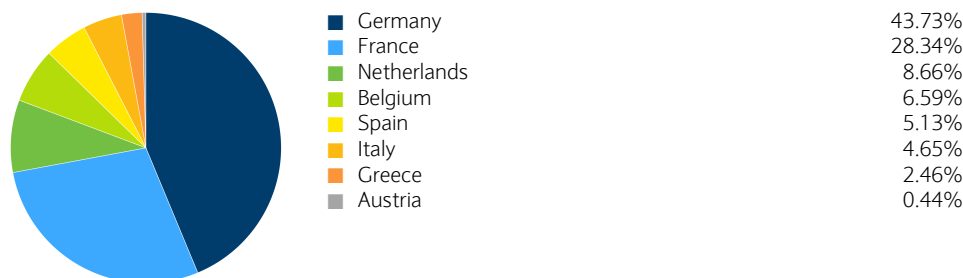 Germany 43.73%
France 28.34%
Netherlands 8.66%
Belgium 6.59%
Spain 5.13%
Italy 4.65%
Greece 2.46%
Austria 0.44%